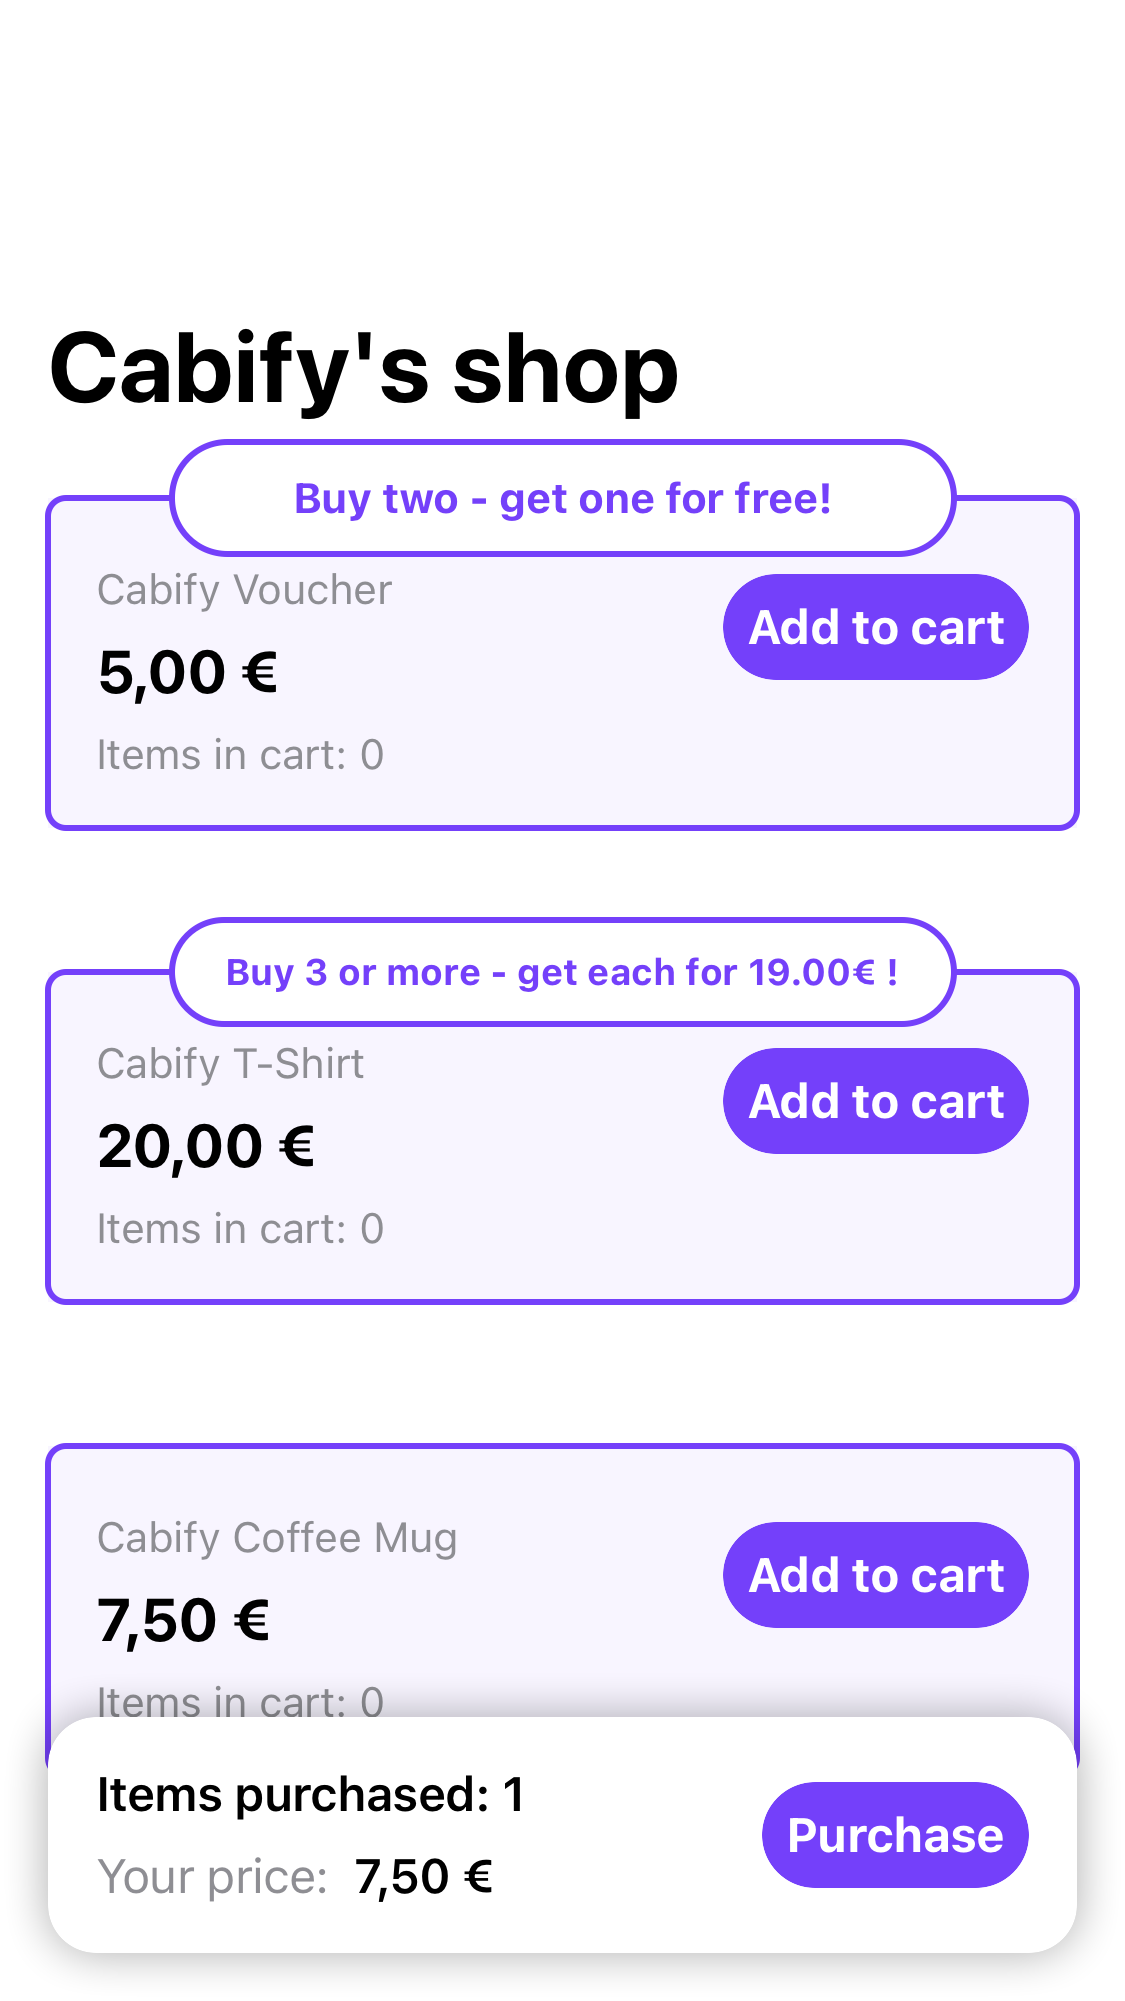 Cabify's shop
Buy two - get one for free!
Cabify Voucher
Add to cart
5,00 €
Items in cart: 0
Buy 3 or more - get each for 19.00€ !
Cabify T-Shirt
Add to cart
20,00 €
Items in cart: 0
Cabify Coffee Mug
Add to cart
7,50 €
Items in cart: 0
Items purchased: 1
Purchase
Your price: 7,50 €